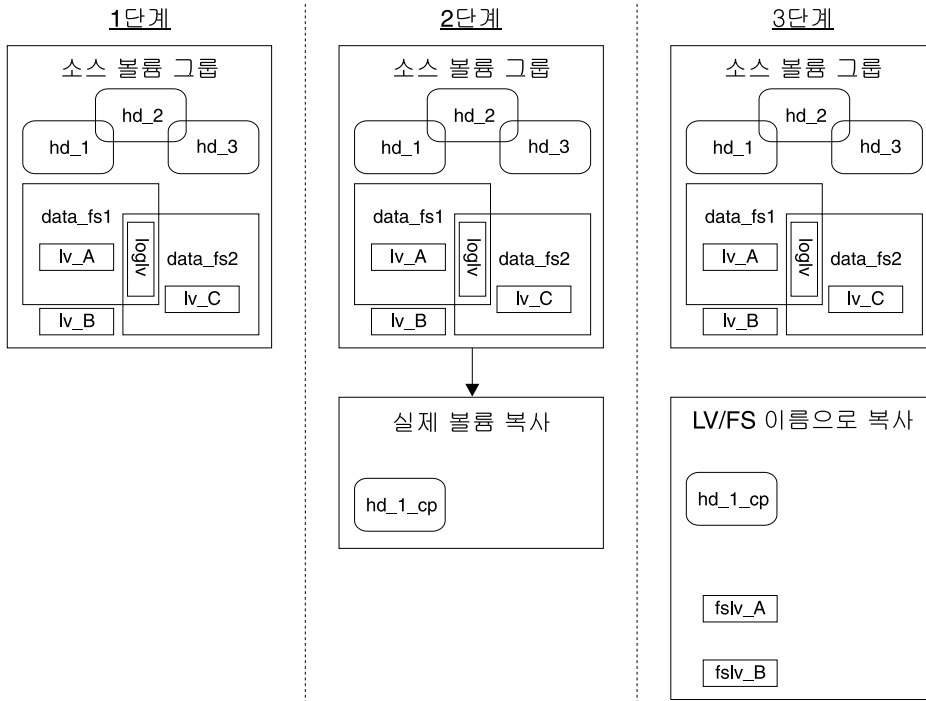 1단계
소스 볼륨 그룹
hd_2
hd_1
hd_3
data_fs1
loglv
lv_A
data_fs2
lv_C
lv_B
2단계
소스 볼륨 그룹
hd_2
hd_1
hd_3
data_fs1
loglv
lv_A
data_fs2
lv_C
lv_B
실제 볼륨 복사
hd_1_cp
3단계
소스 볼륨 그룹
hd_2
hd_1
hd_3
data_fs1
loglv
lv_A
data_fs2
lv_C
lv_B
LV/FS 이름으로 복사
hd_1_cp
fslv_A
fslv_B